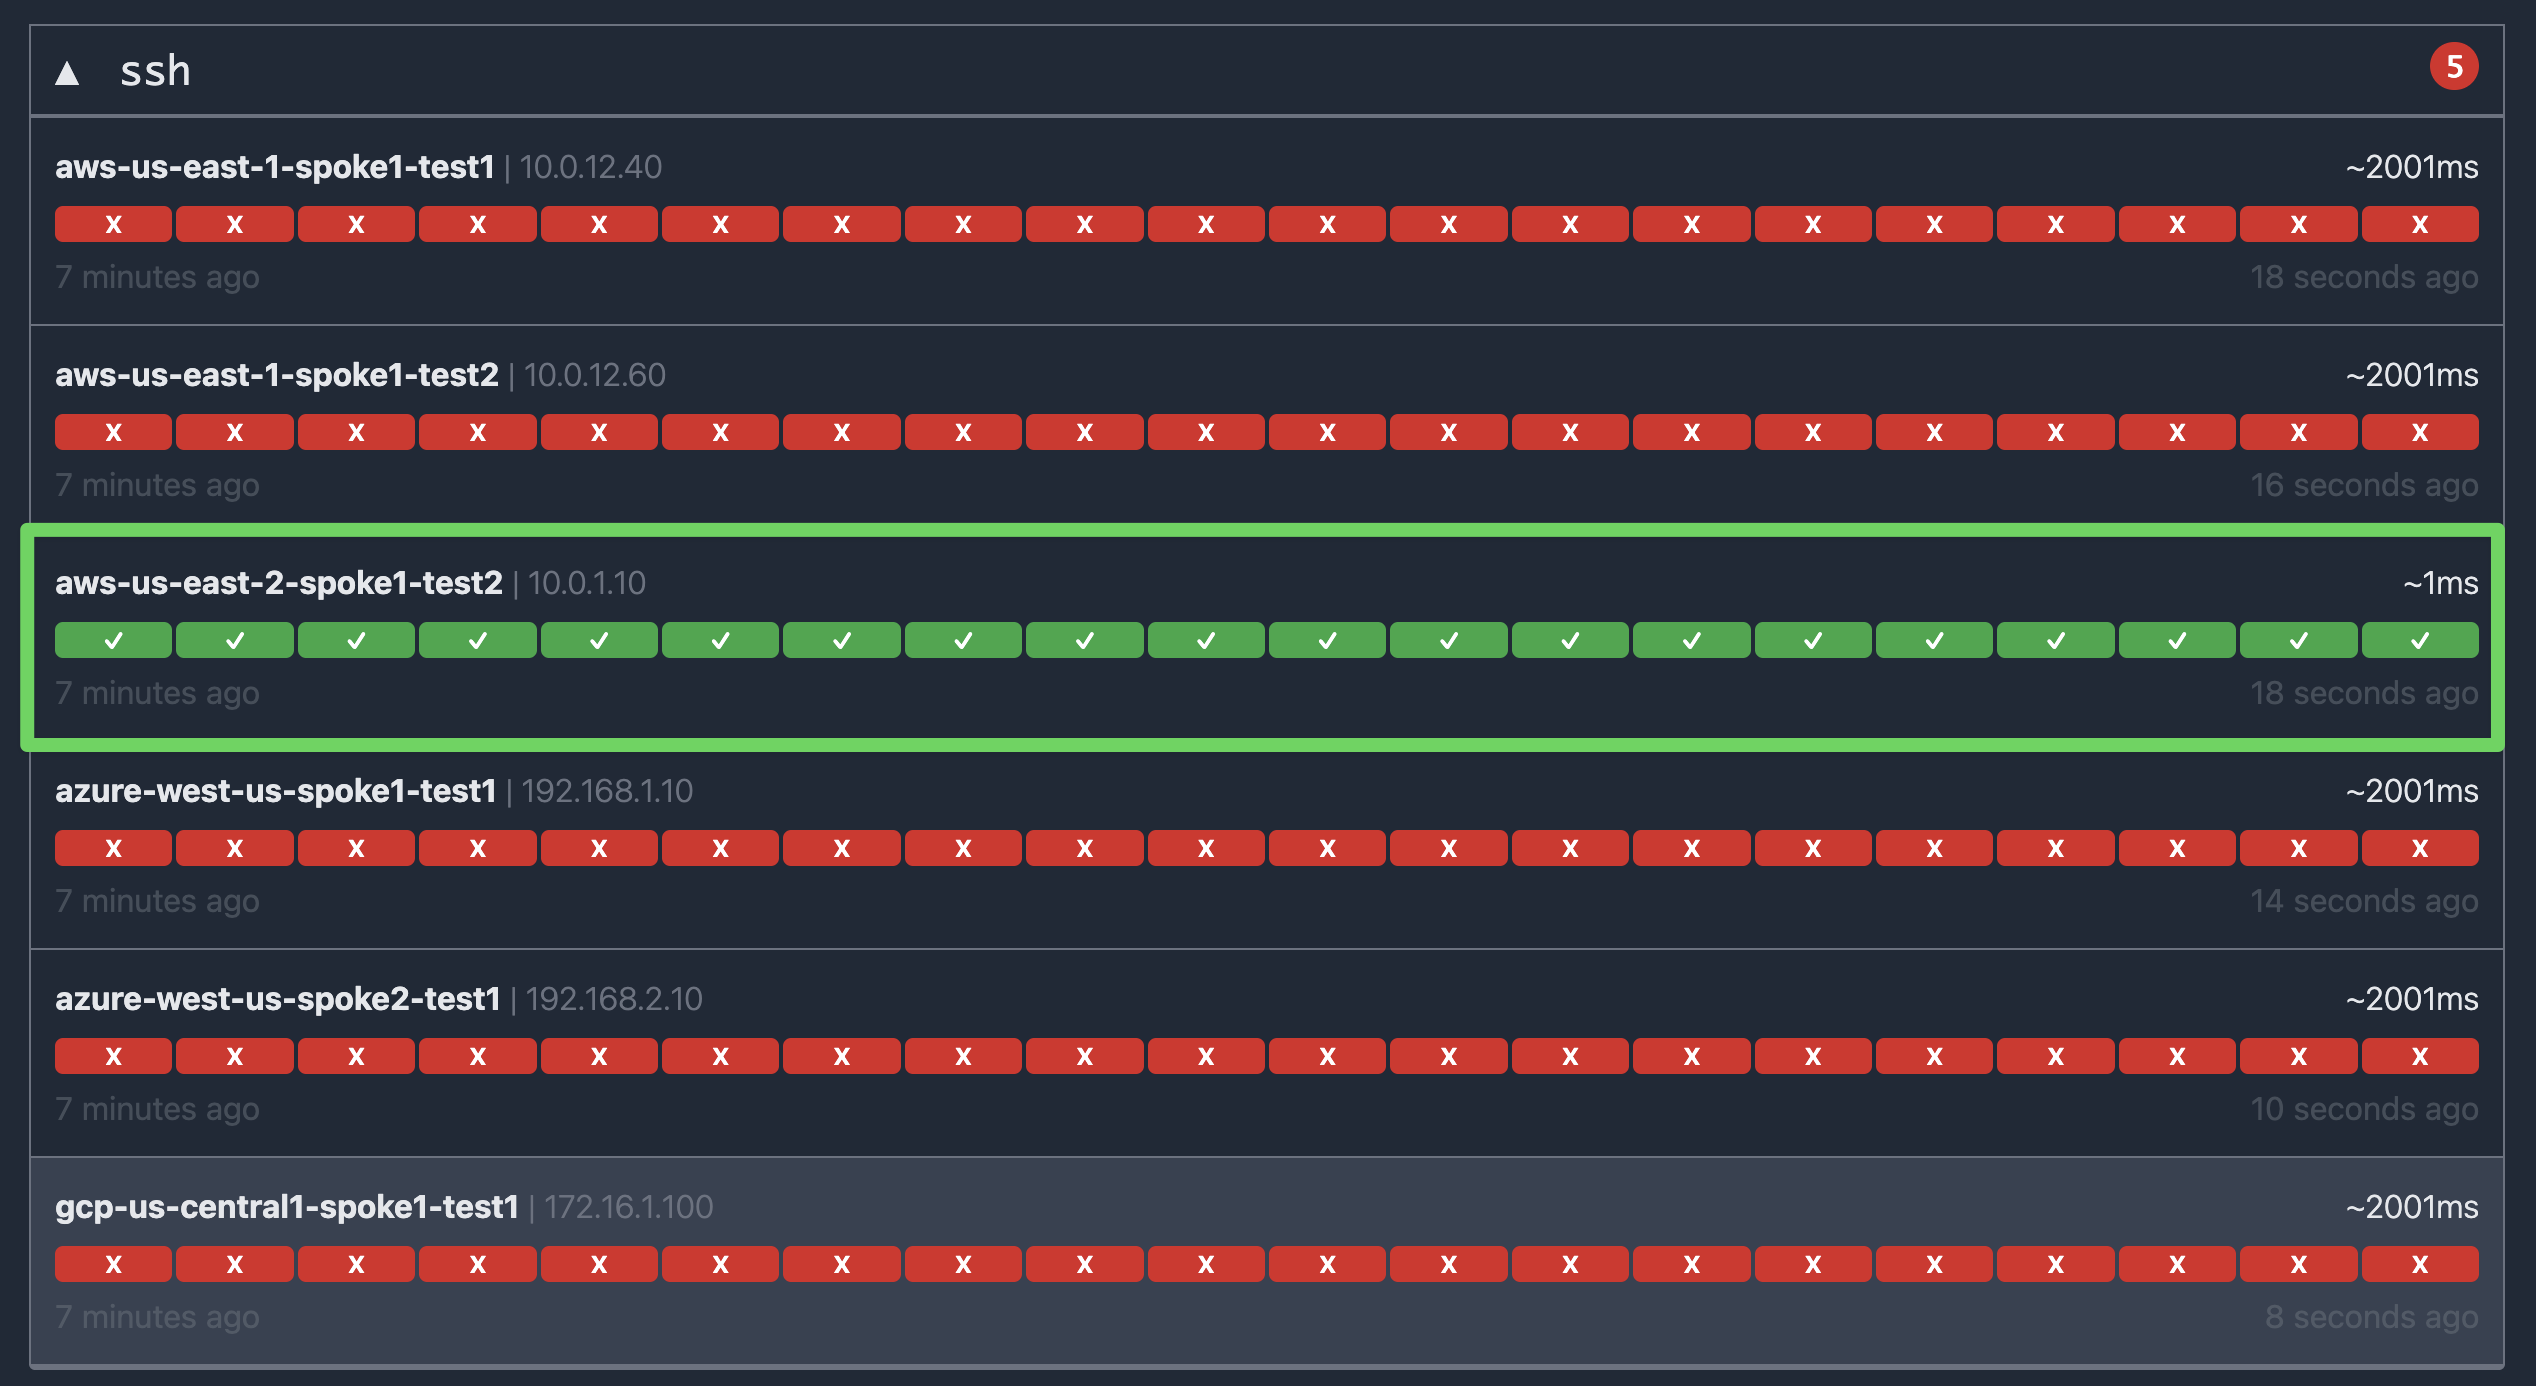 ▲ ssh 5
aws-us-east-1-spoke1-test1 | 10.0.12.40 ~2001ms
X X X X X X X X X X X X X X X X X X X X
7 minutes ago 18 seconds ago
aws-us-east-1-spoke1-test2 | 10.0.12.60 ~2001ms
X X X X X X X X X X X X X X X X X X X X
7 minutes ago 16 seconds ago
aws-us-east-2-spoke1-test2 | 10.0.1.10 ~1ms
✓ ✓ ✓ ✓ ✓ ✓ ✓ ✓ ✓ ✓ ✓ ✓ ✓ ✓ ✓ ✓ ✓ ✓ ✓ ✓
7 minutes ago 18 seconds ago
azure-west-us-spoke1-test1 | 192.168.1.10 ~2001ms
X X X X X X X X X X X X X X X X X X X X
7 minutes ago 14 seconds ago
azure-west-us-spoke2-test1 | 192.168.2.10 ~2001ms
X X X X X X X X X X X X X X X X X X X X
7 minutes ago 10 seconds ago
gcp-us-central1-spoke1-test1 | 172.16.1.100 ~2001ms
X X X X X X X X X X X X X X X X X X X X
7 minutes ago 8 seconds ago